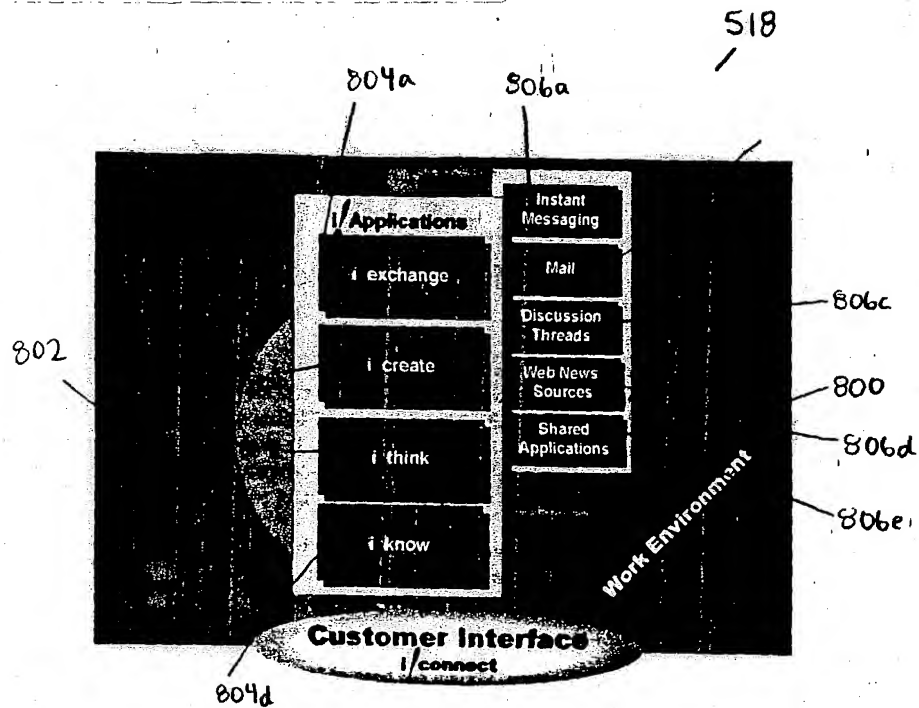 518
804a
806a
i/Applications
i exchange
i create
i think
i know
Instant
Messaging
Mail
Discussion
Threads
Web News
Sources
Shared
Applications
802
806c
800
806d
806e
Work Environment
Customer Interface
i/connect
804d